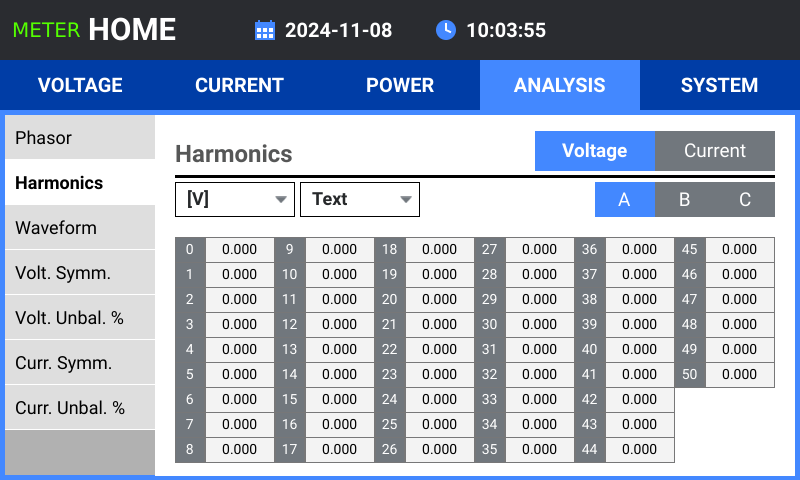 METER HOME 2024-11-08 10:03:55
VOLTAGE CURRENT POWER ANALYSIS SYSTEM
Phasor
Harmonics
Waveform
Volt. Symm.
Volt. Unbal. %
Curr. Symm.
Curr. Unbal. %
Harmonics Voltage Current
[V] Text A B C
0 0.000 9 0.000 18 0.000 27 0.000 36 0.000 45 0.000
1 0.000 10 0.000 19 0.000 28 0.000 37 0.000 46 0.000
2 0.000 11 0.000 20 0.000 29 0.000 38 0.000 47 0.000
3 0.000 12 0.000 21 0.000 30 0.000 39 0.000 48 0.000
4 0.000 13 0.000 22 0.000 31 0.000 40 0.000 49 0.000
5 0.000 14 0.000 23 0.000 32 0.000 41 0.000 50 0.000
6 0.000 15 0.000 24 0.000 33 0.000 42 0.000
7 0.000 16 0.000 25 0.000 34 0.000 43 0.000
8 0.000 17 0.000 26 0.000 35 0.000 44 0.000